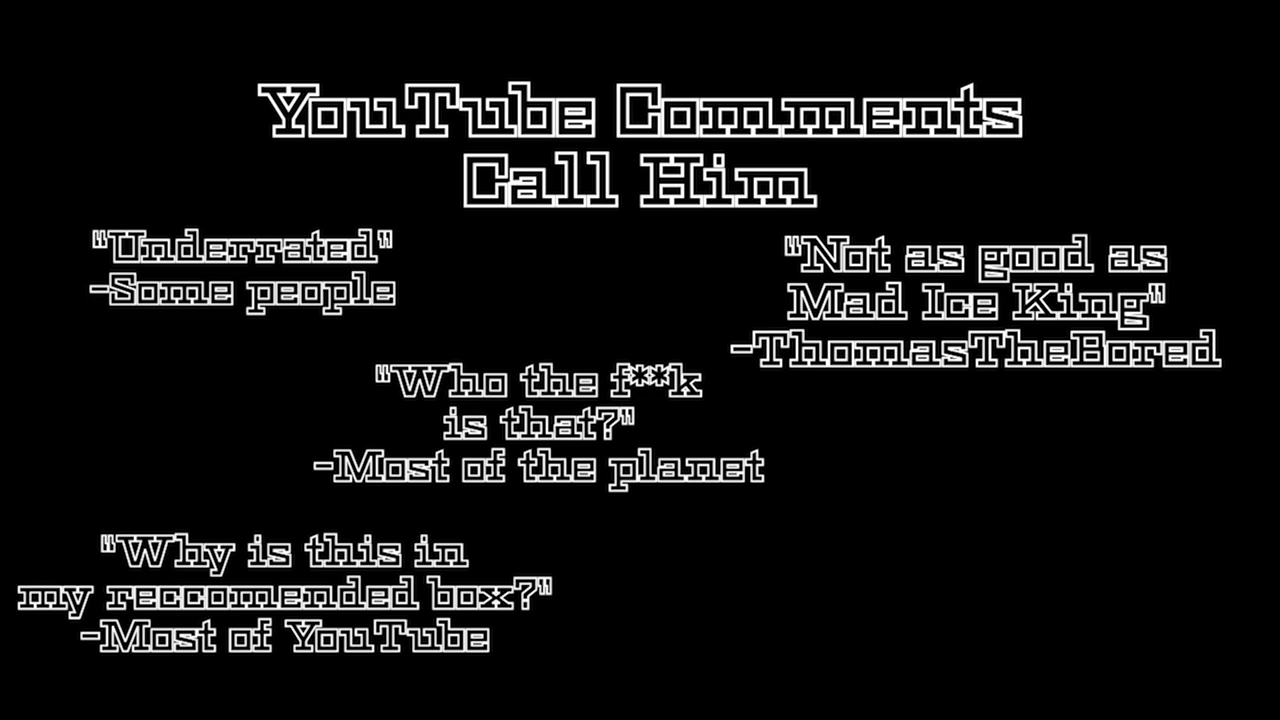 YouTube Comments
Call Him
"Underrated"
-Some people
"Not as good as
Mad Ice King"
-ThomasTheBored
"Who the f**k
is that?"
-Most of the planet
"Why is this in
my reccomended box?"
-Most of YouTube